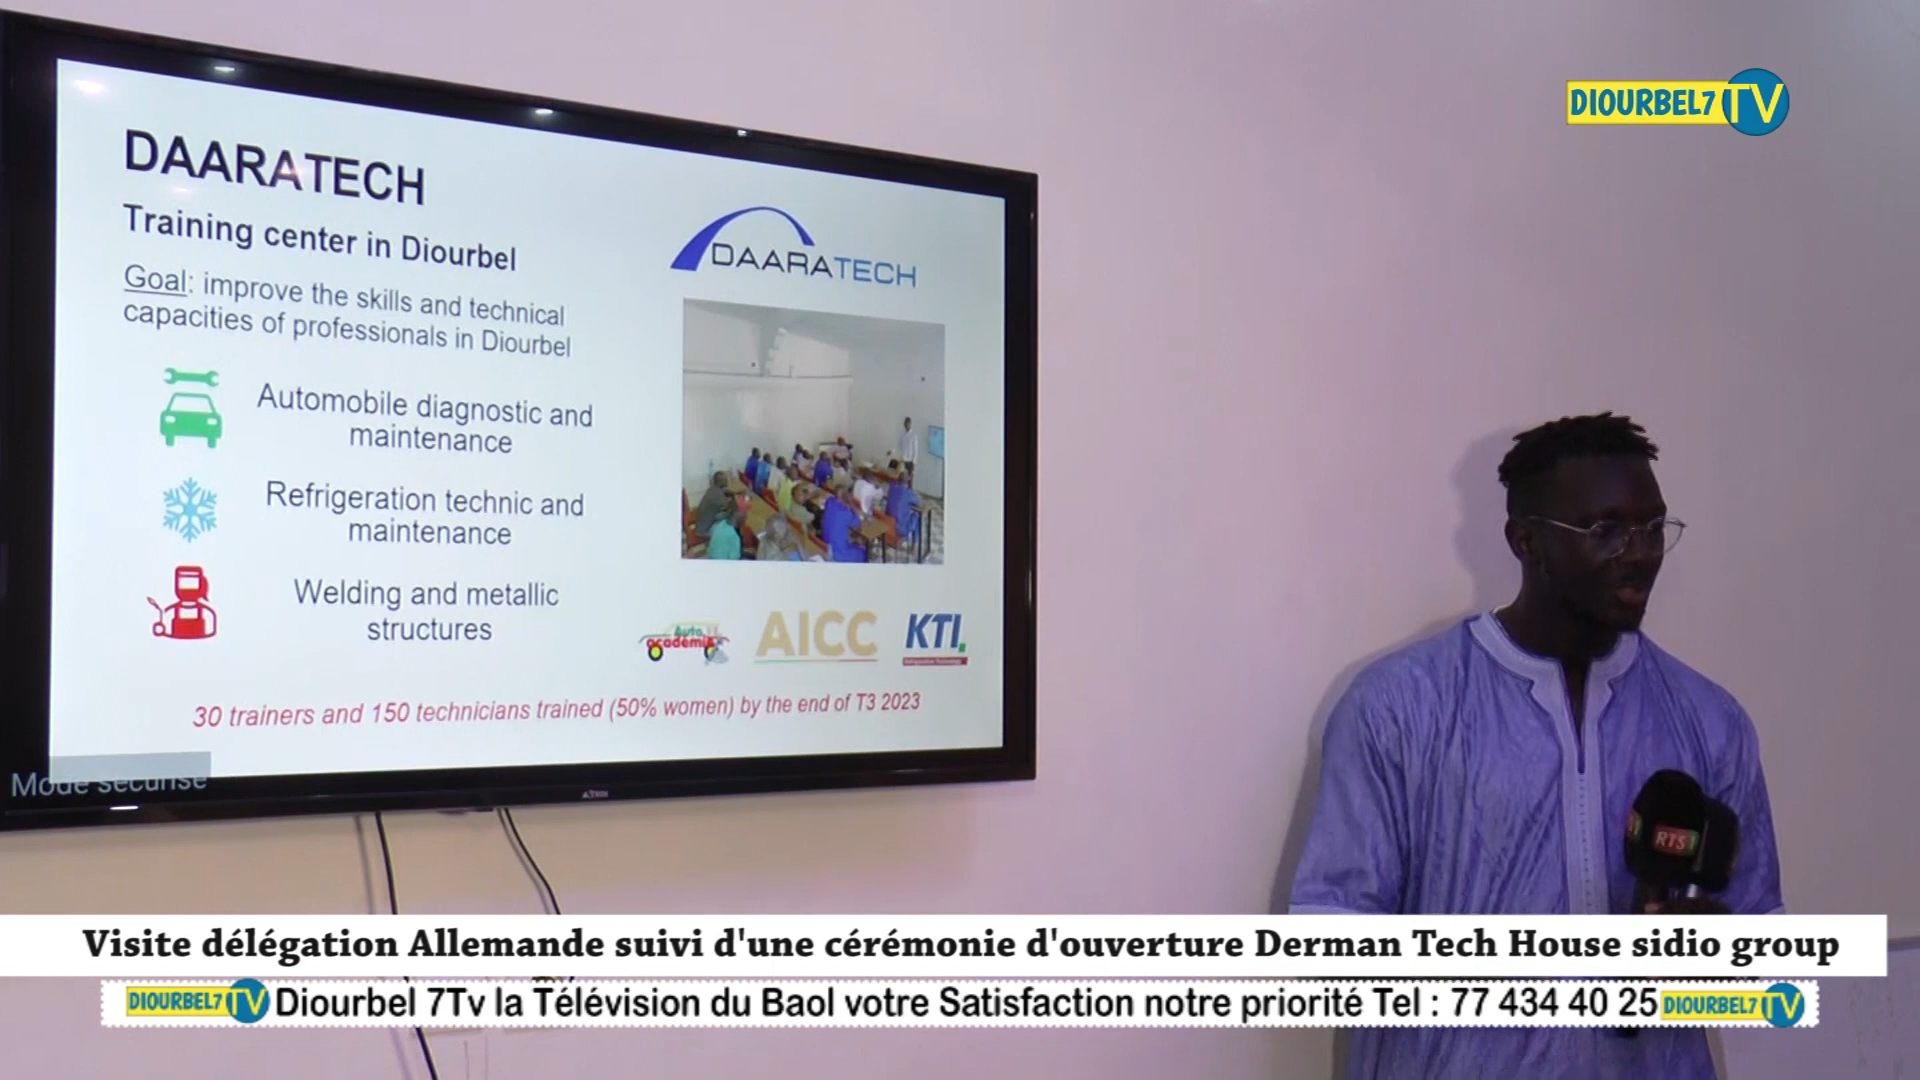 DIOURBEL7 TV
DAARATECH
Training center in Diourbel
Goal: improve the skills and technical
capacities of professionals in Diourbel
Automobile diagnostic and
maintenance
Refrigeration technic and
maintenance
Welding and metallic
structures
DAARATECH
Auto
académie
AICC
KTI
30 trainers and 150 technicians trained (50% women) by the end of T3 2023
Mode sécurisé
RTS1
Visite délégation Allemande suivi d'une cérémonie d'ouverture Derman Tech House sidio group
DIOURBEL7 TV Diourbel 7Tv la Télévision du Baol votre Satisfaction notre priorité Tel : 77 434 40 25 DIOURBEL7 TV